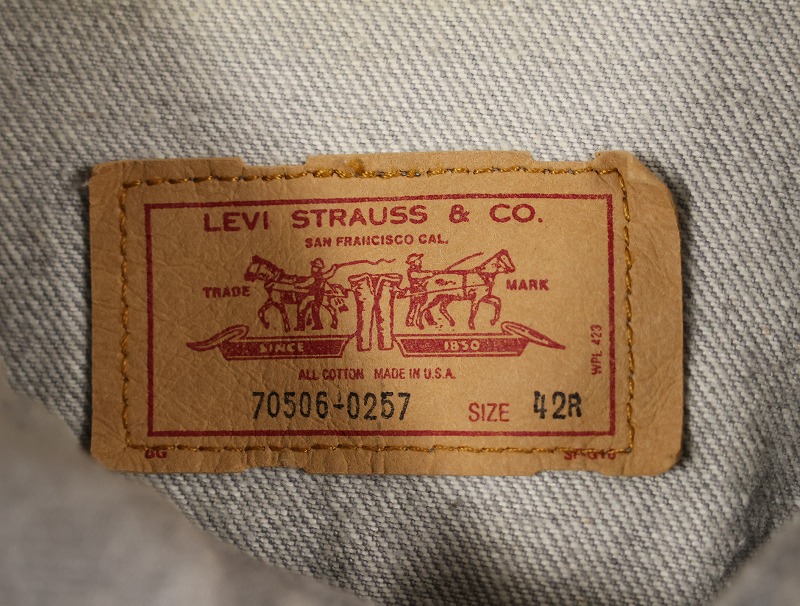 LEVI STRAUSS & CO.
SAN FRANCISCO CAL.
TRADE MARK
SINCE 1850
ALL COTTON MADE IN U.S.A.
WPL 423
70506-0257 SIZE 42R